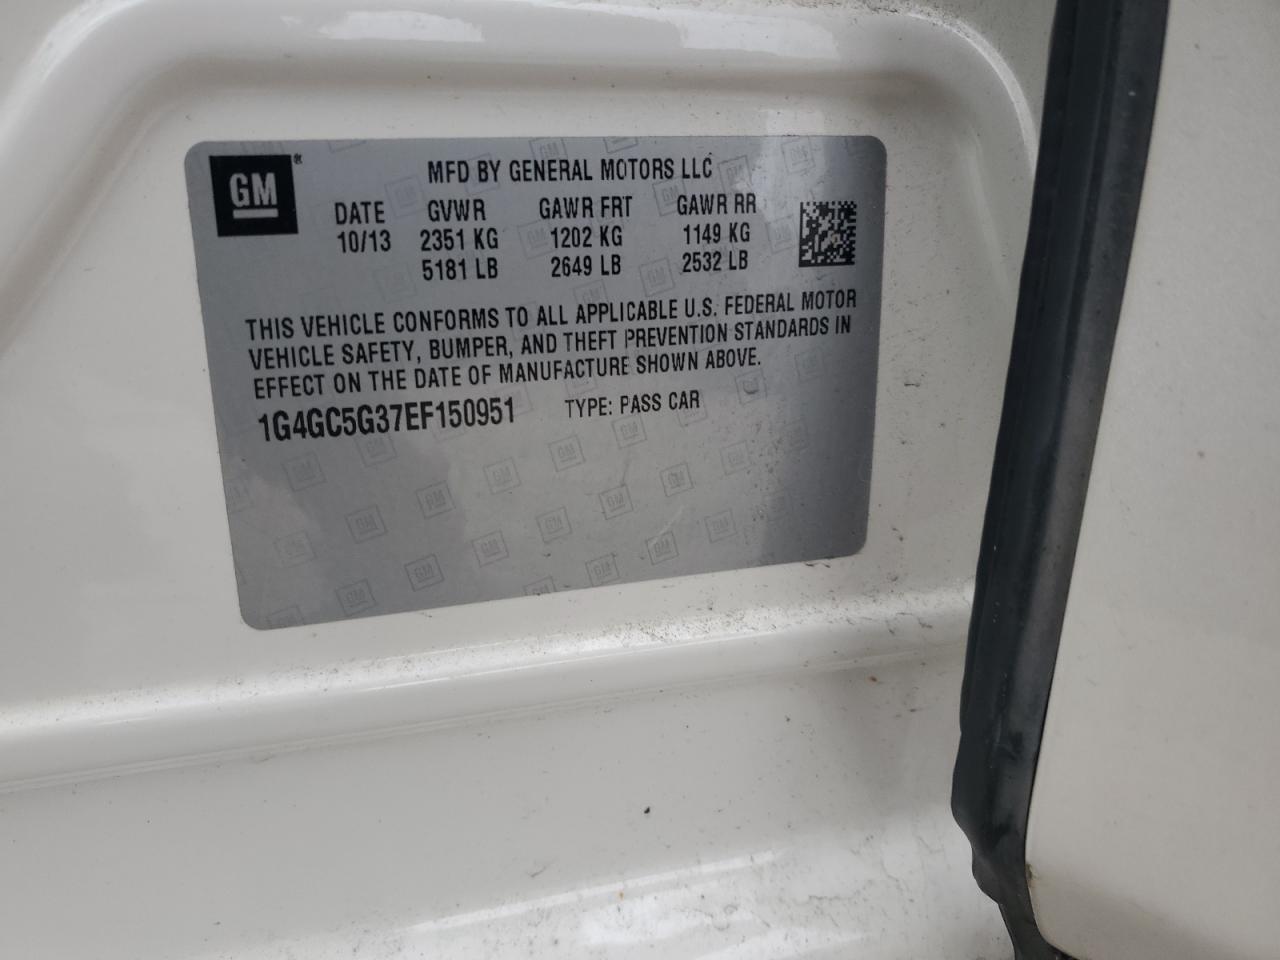 GM®
MFD BY GENERAL MOTORS LLC
DATE GVWR GAWR FRT GAWR RR
10/13 2351 KG 1202 KG 1149 KG
5181 LB 2649 LB 2532 LB
THIS VEHICLE CONFORMS TO ALL APPLICABLE U.S. FEDERAL MOTOR
VEHICLE SAFETY, BUMPER, AND THEFT PREVENTION STANDARDS IN
EFFECT ON THE DATE OF MANUFACTURE SHOWN ABOVE.
1G4GC5G37EF150951 TYPE: PASS CAR